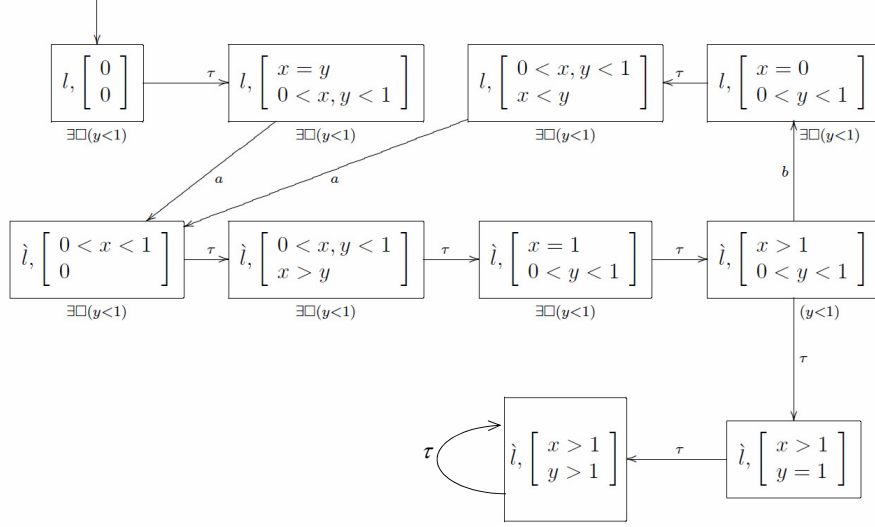 l, [ 0
0 ]
∃□(y<1)
τ
l, [ x = y
0 < x, y < 1 ]
∃□(y<1)
l, [ 0 < x, y < 1
x < y ]
∃□(y<1)
τ
l, [ x = 0
0 < y < 1 ]
∃□(y<1)
a
a
b
l̀, [ 0 < x < 1
0 ]
∃□(y<1)
τ
l̀, [ 0 < x, y < 1
x > y ]
∃□(y<1)
τ
l̀, [ x = 1
0 < y < 1 ]
∃□(y<1)
τ
l̀, [ x > 1
0 < y < 1 ]
(y<1)
τ
τ
l̀, [ x > 1
y > 1 ]
τ
l̀, [ x > 1
y = 1 ]